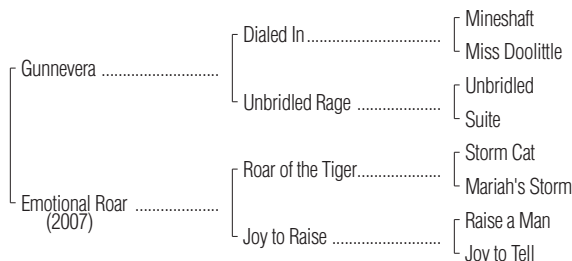 Mineshaft
Dialed In
Miss Doolittle
Gunnevera
Unbridled
Unbridled Rage
Suite
Storm Cat
Roar of the Tiger
Mariah's Storm
Emotional Roar
(2007)
Raise a Man
Joy to Raise
Joy to Tell